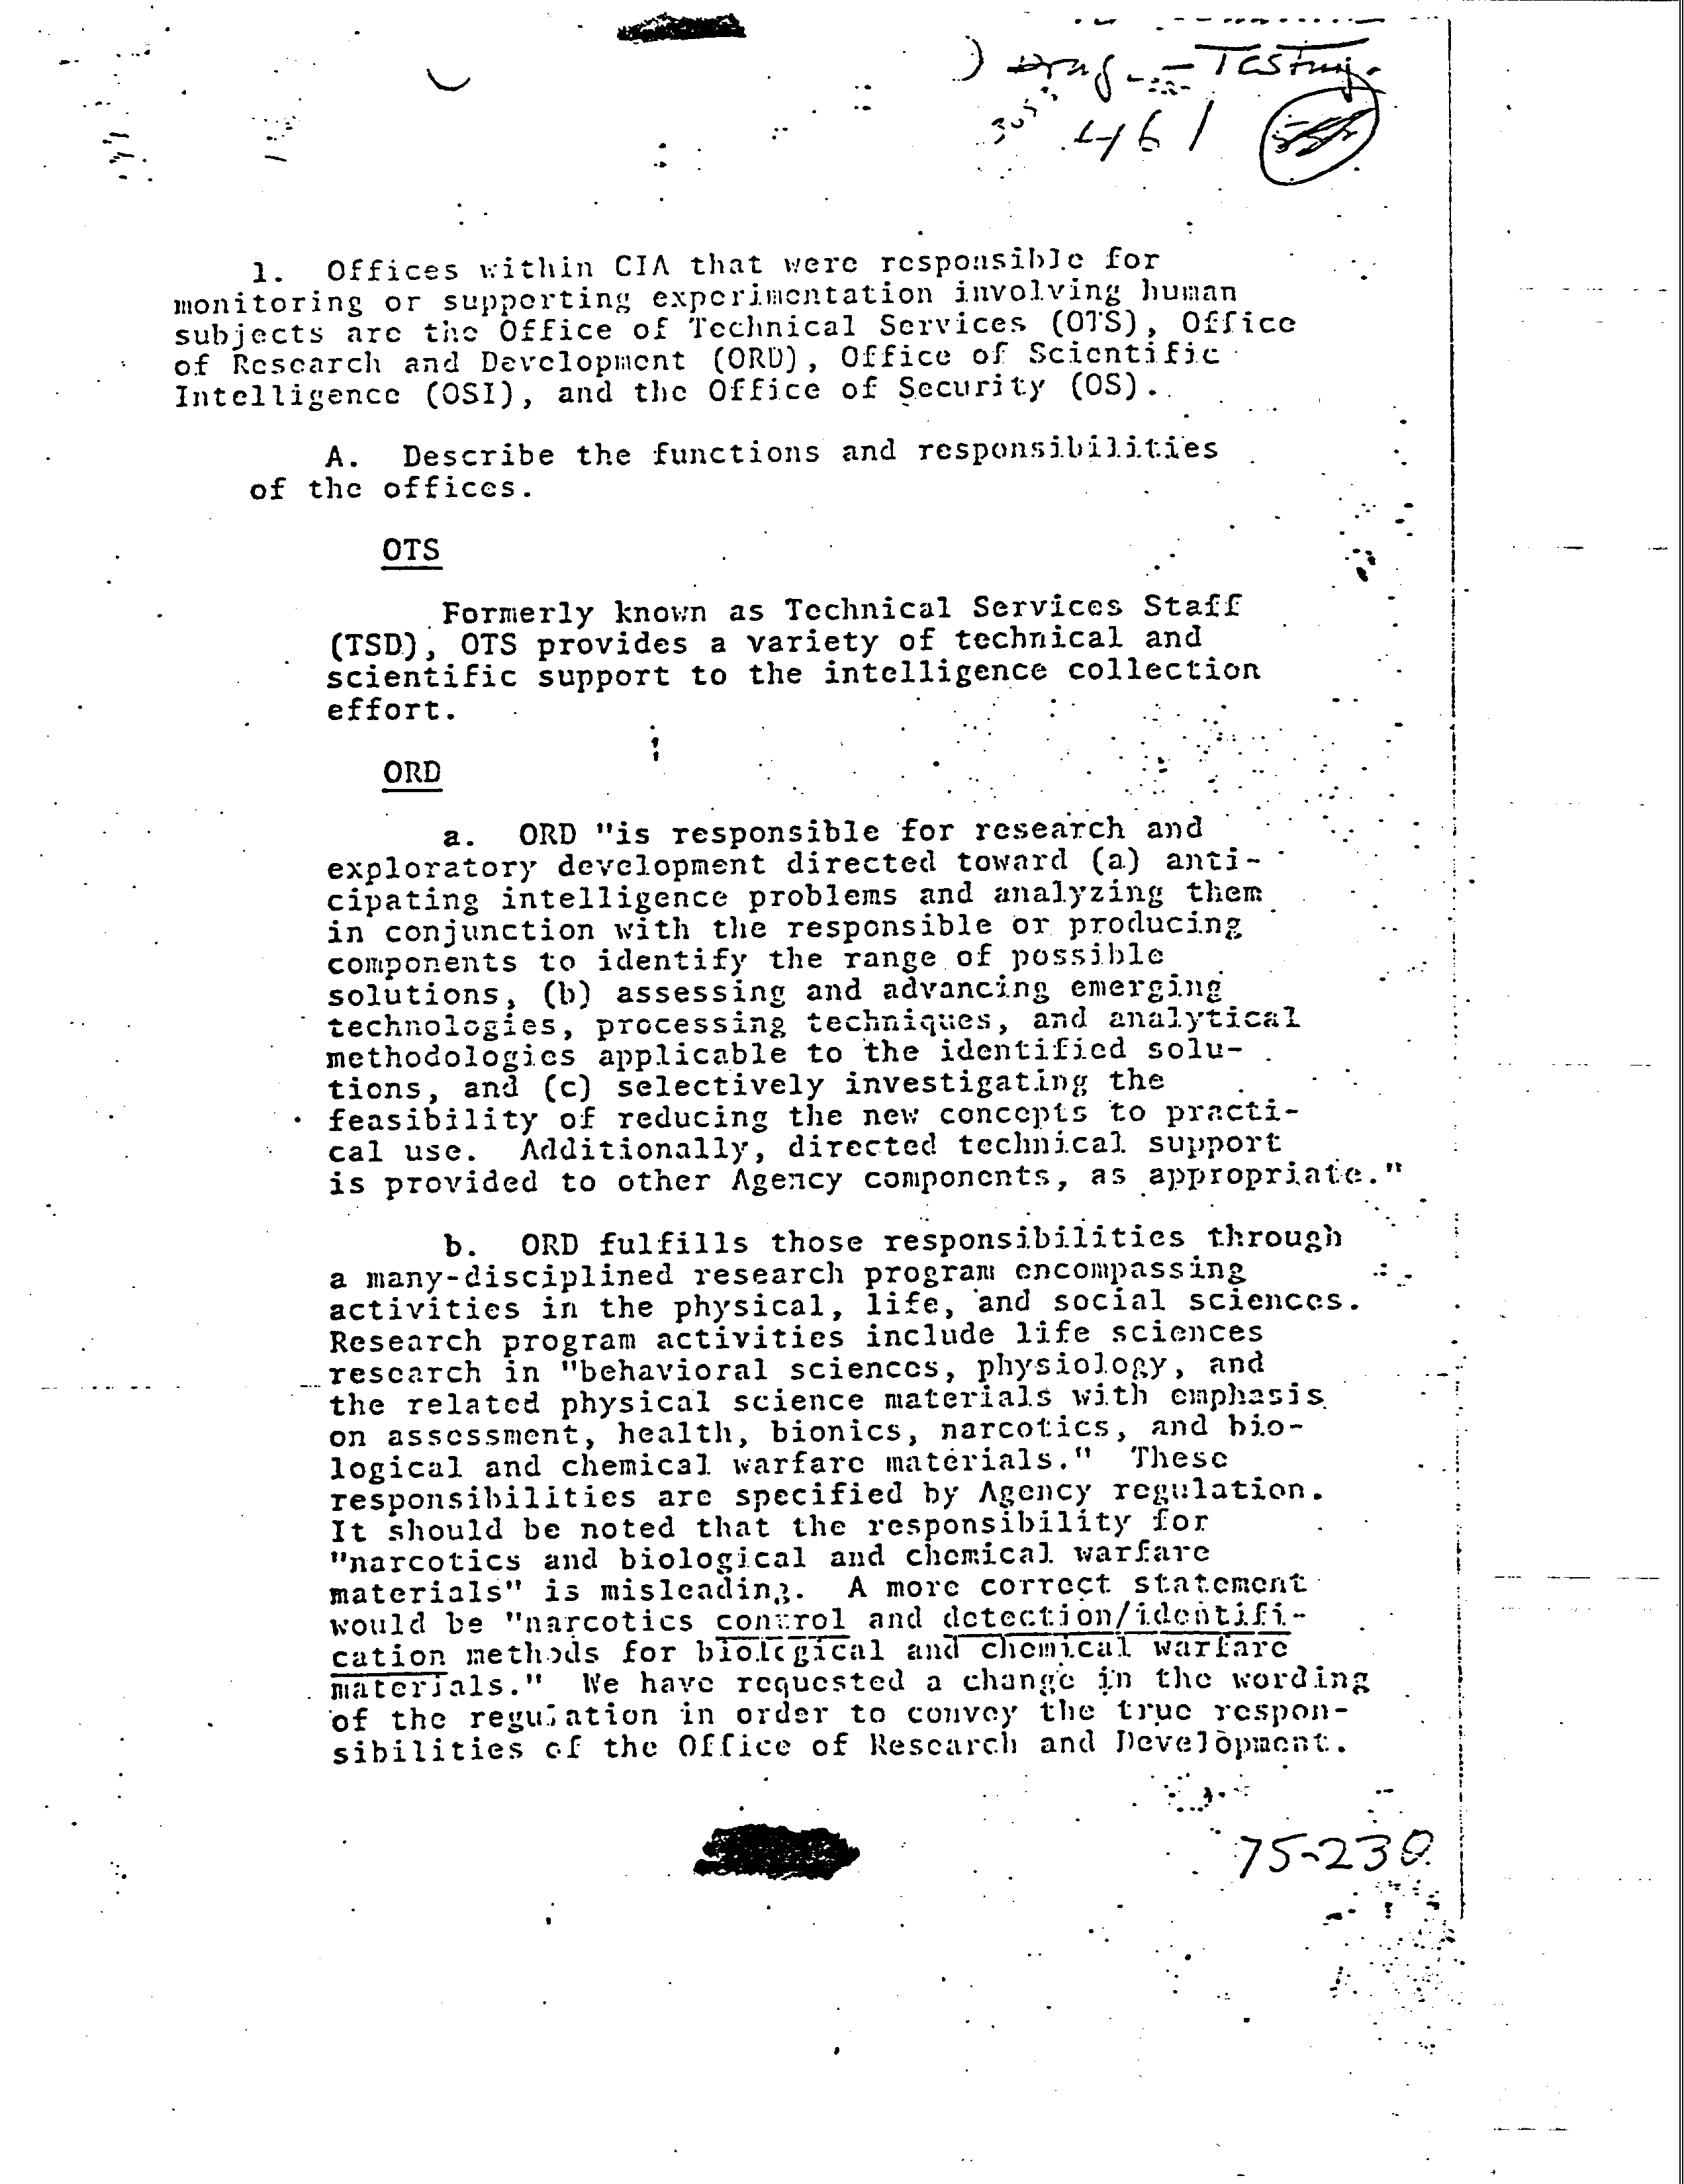 ) Drug - Testing.
461
1. Offices within CIA that were responsible for
monitoring or supporting experimentation involving human
subjects are the Office of Technical Services (OTS), Office
of Research and Development (ORD), Office of Scientific
Intelligence (OSI), and the Office of Security (OS).
A. Describe the functions and responsibilities
of the offices.
OTS
Formerly known as Technical Services Staff
(TSD), OTS provides a variety of technical and
scientific support to the intelligence collection
effort.
ORD
a. ORD "is responsible for research and
exploratory development directed toward (a) anti-
cipating intelligence problems and analyzing them
in conjunction with the responsible or producing
components to identify the range of possible
solutions, (b) assessing and advancing emerging
technologies, processing techniques, and analytical
methodologies applicable to the identified solu-
tions, and (c) selectively investigating the
feasibility of reducing the new concepts to practi-
cal use. Additionally, directed technical support
is provided to other Agency components, as appropriate."
b. ORD fulfills those responsibilities through
a many-disciplined research program encompassing
activities in the physical, life, and social sciences.
Research program activities include life sciences
research in "behavioral sciences, physiology, and
the related physical science materials with emphasis
on assessment, health, bionics, narcotics, and bio-
logical and chemical warfare materials." These
responsibilities are specified by Agency regulation.
It should be noted that the responsibility for
"narcotics and biological and chemical warfare
materials" is misleading. A more correct statement
would be "narcotics control and detection/identifi-
cation methods for biological and chemical warfare
materials." We have requested a change in the wording
of the regulation in order to convey the true respon-
sibilities of the Office of Research and Development.
75-230